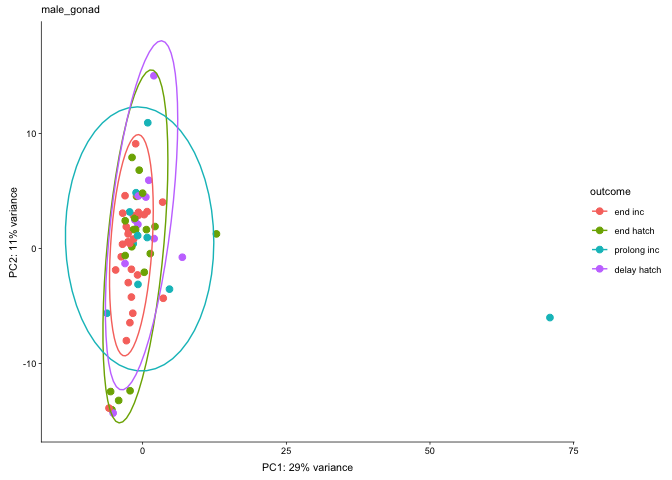 male_gonad
10
0
-10
PC2: 11% variance
0
25
50
75
PC1: 29% variance
outcome
end inc
end hatch
prolong inc
delay hatch